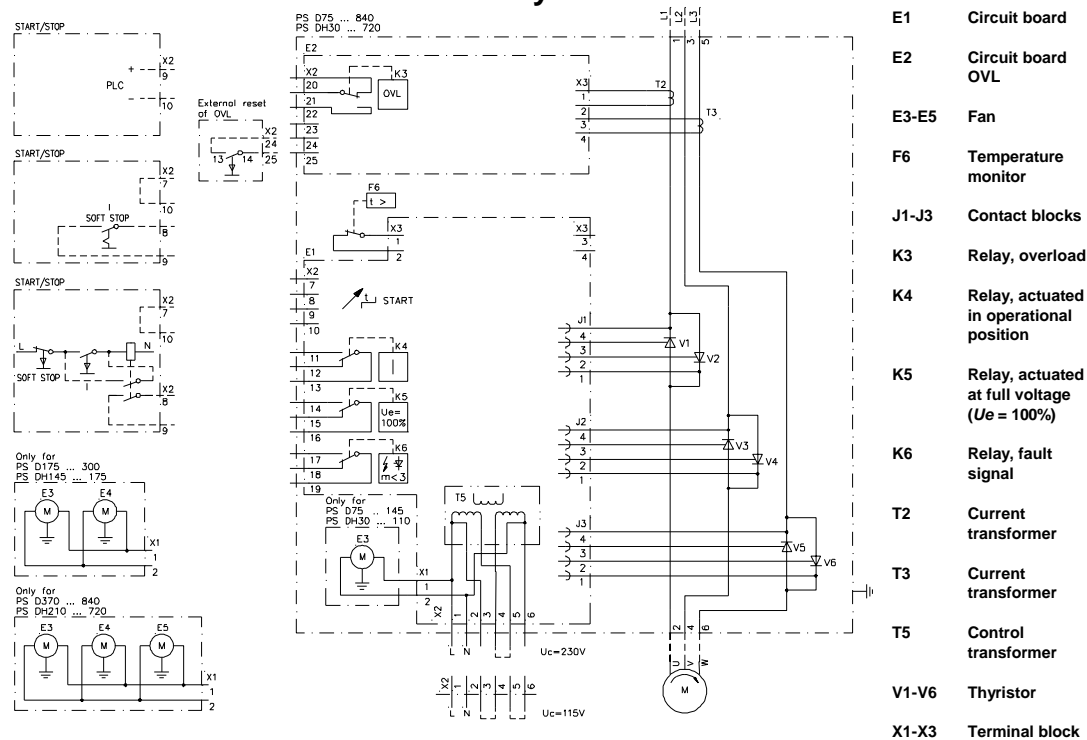 START/STOP
+
X2
9
PLC
-
10
START/STOP
X2
7
10
SOFT STOP
I
8
9
START/STOP
X2
7
10
L
N
SOFT STOP
I
X2
8
9
Only for
PS D175 ... 300
PS DH145 ... 175
E3
E4
M
M
X1
1
2
Only for
PS D370 ... 840
PS DH210 ... 720
E3
E4
E5
M
M
M
X1
1
2
External reset
of OVL
X2
24
13
14
25
PS D75 ... 840
PS DH30 ... 720
E2
X2
20
21
22
23
24
25
K3
OVL
X3
1
2
3
4
F6
t >
X3
1
2
X3
3
4
E1
X2
7
8
9
10
t
START
11
12
13
K4
I
14
15
16
K5
Ue=
100%
17
18
19
K6
m<3
Only for
PS D75 .. 145
PS DH30 ... 110
E3
M
X1
1
2
T5
X2
1
2
3
4
5
6
L
N
Uc=230V
X2
1
2
3
4
5
6
L
N
Uc=115V
L1
L2
L3
1
3
5
T2
T3
J1
4
3
2
1
V1
V2
J2
4
3
2
1
V3
V4
J3
4
3
2
1
V5
V6
2
4
6
U
V
W
M
E1 Circuit board
E2 Circuit board
OVL
E3-E5 Fan
F6 Temperature
monitor
J1-J3 Contact blocks
K3 Relay, overload
K4 Relay, actuated
in operational
position
K5 Relay, actuated
at full voltage
(Ue = 100%)
K6 Relay, fault
signal
T2 Current
transformer
T3 Current
transformer
T5 Control
transformer
V1-V6 Thyristor
X1-X3 Terminal block